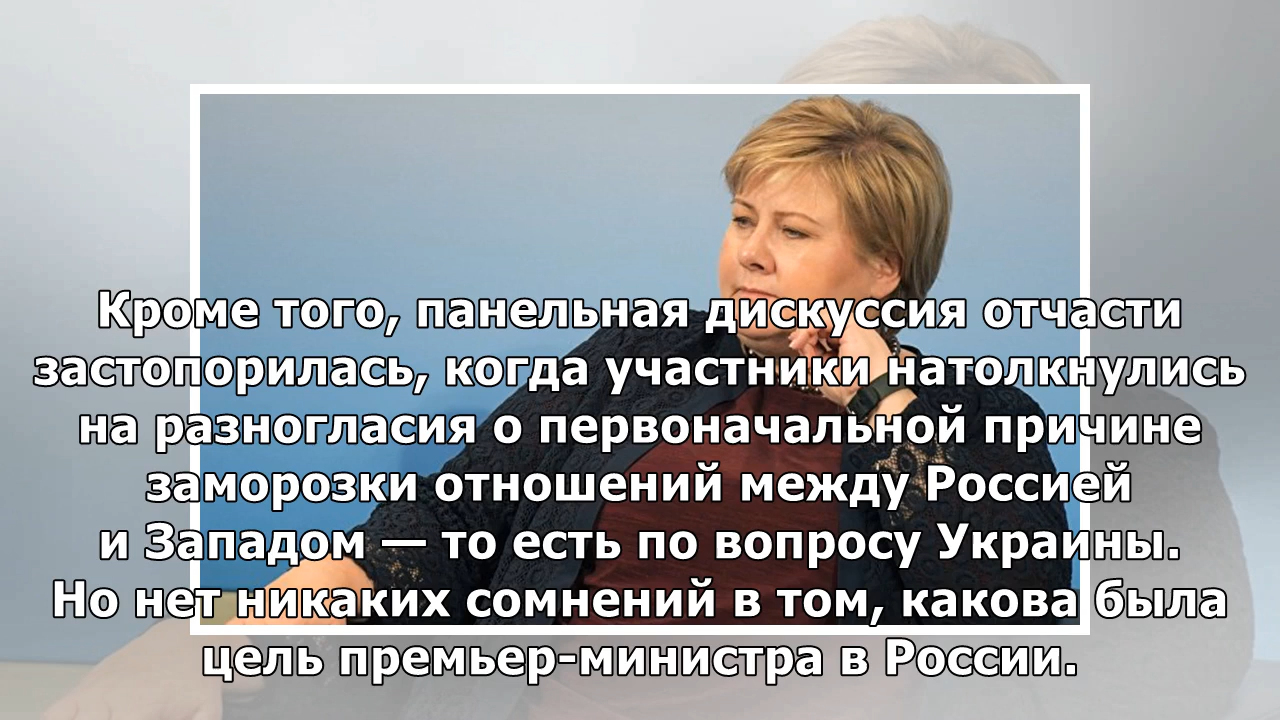 Кроме того, панельная дискуссия отчасти
застопорилась, когда участники натолкнулись
на разногласия о первоначальной причине
заморозки отношений между Россией
и Западом — то есть по вопросу Украины.
Но нет никаких сомнений в том, какова была
цель премьер-министра в России.